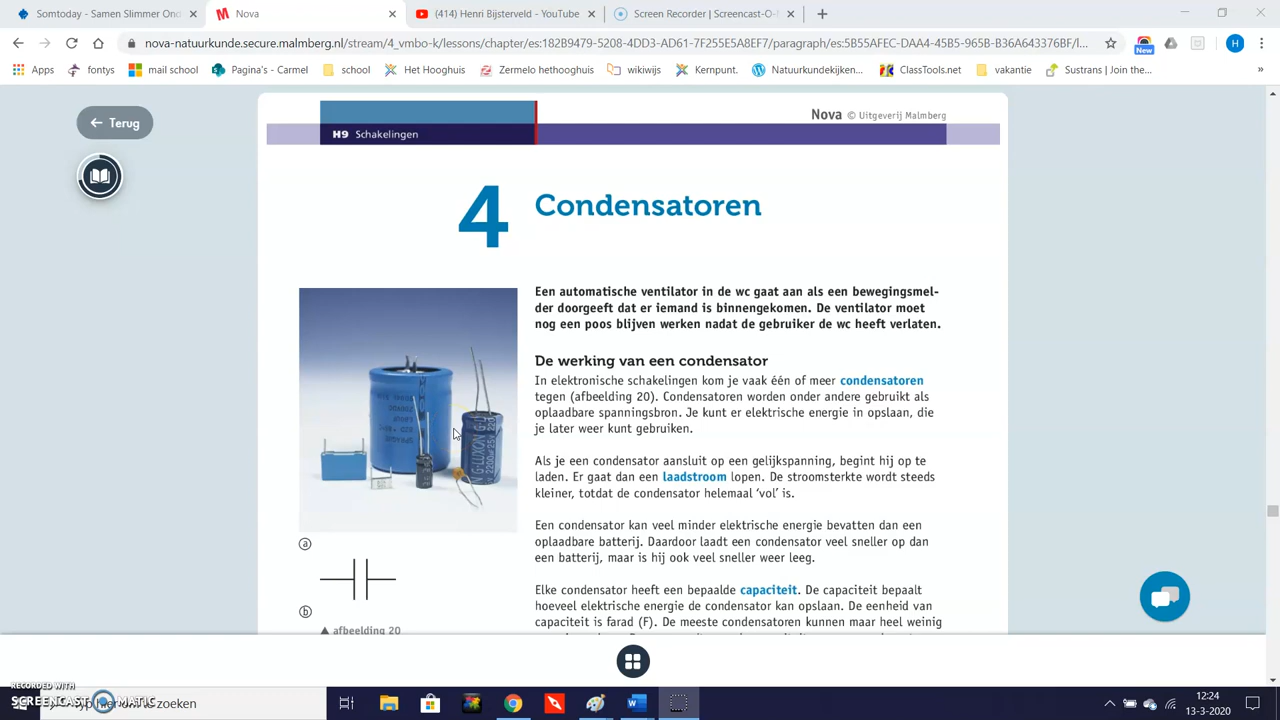 Somtoday - Samen Slimmer Ond
Nova
(414) Henri Bijsterveld - YouTube
Screen Recorder | Screencast-O-M
nova-natuurkunde.secure.malmberg.nl/stream/4_vmbo-k-lessons/chapter/es:182B9479-5208-4DD3-AD61-7F255E5A8EF7/paragraph/es:5B55AFEC-DAA4-45B5-965B-B36A643376BF/l...
New
H
Apps
fontys
mail school
Pagina's – Carmel
school
Het Hooghuis
Zermelo hethooghuis
wikiwijs
Kernpunt.
Natuurkundekijken...
ClassTools.net
vakantie
Sustrans | Join the...
»
Terug
H9 Schakelingen
Nova © Uitgeverij Malmberg
4 Condensatoren
Een automatische ventilator in de wc gaat aan als een bewegingsmel-
der doorgeeft dat er iemand is binnengekomen. De ventilator moet
nog een poos blijven werken nadat de gebruiker de wc heeft verlaten.
De werking van een condensator
In elektronische schakelingen kom je vaak één of meer condensatoren
tegen (afbeelding 20). Condensatoren worden onder andere gebruikt als
oplaadbare spanningsbron. Je kunt er elektrische energie in opslaan, die
je later weer kunt gebruiken.
Als je een condensator aansluit op een gelijkspanning, begint hij op te
laden. Er gaat dan een laadstroom lopen. De stroomsterkte wordt steeds
kleiner, totdat de condensator helemaal ‘vol’ is.
Een condensator kan veel minder elektrische energie bevatten dan een
oplaadbare batterij. Daardoor laadt een condensator veel sneller op dan
een batterij, maar is hij ook veel sneller weer leeg.
Elke condensator heeft een bepaalde capaciteit. De capaciteit bepaalt
hoeveel elektrische energie de condensator kan opslaan. De eenheid van
capaciteit is farad (F). De meeste condensatoren kunnen maar heel weinig
a
b
▲ afbeelding 20
RECORDED WITH
SCREENCAST MATIC
typ hier om te zoeken
12:24
13-3-2020